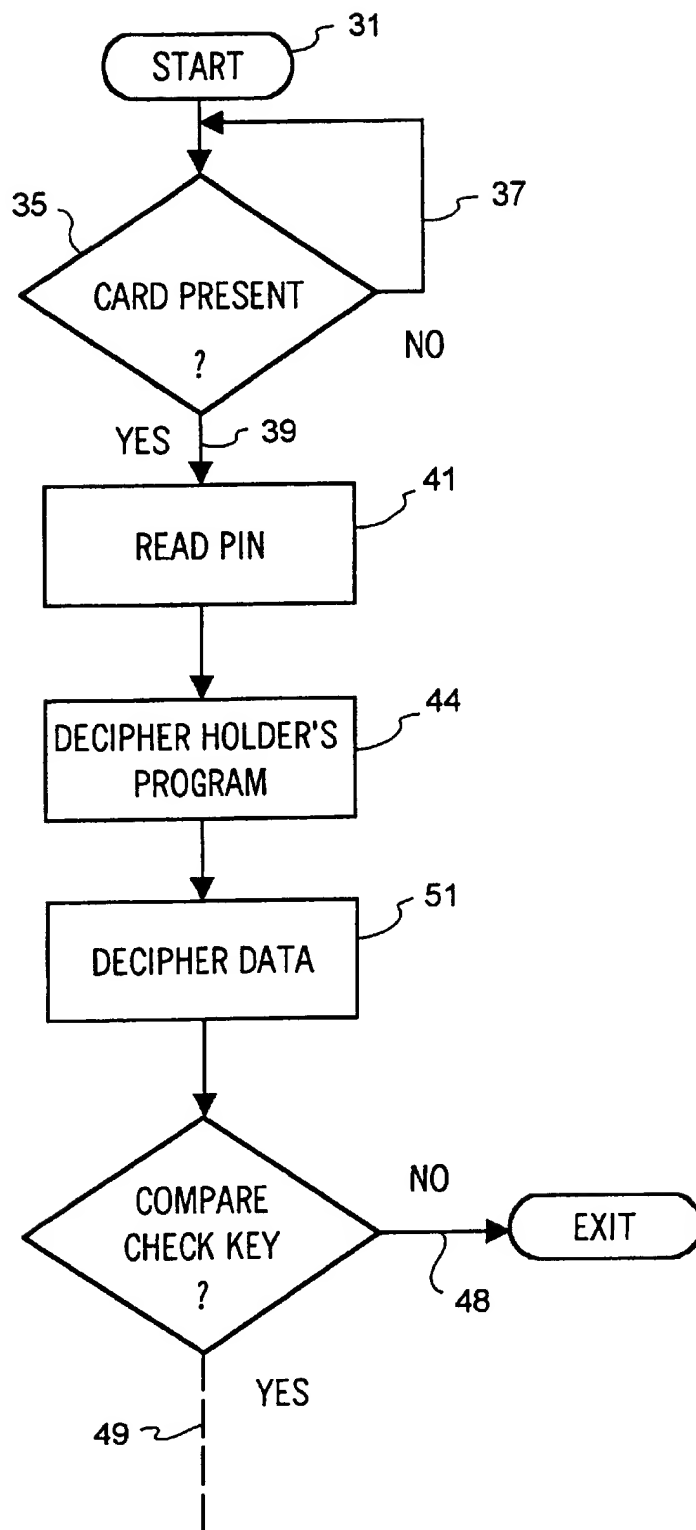 31
START
35
37
CARD PRESENT
?
NO
YES
39
41
READ PIN
44
DECIPHER HOLDER'S
PROGRAM
51
DECIPHER DATA
COMPARE
CHECK KEY
?
NO
EXIT
48
YES
49